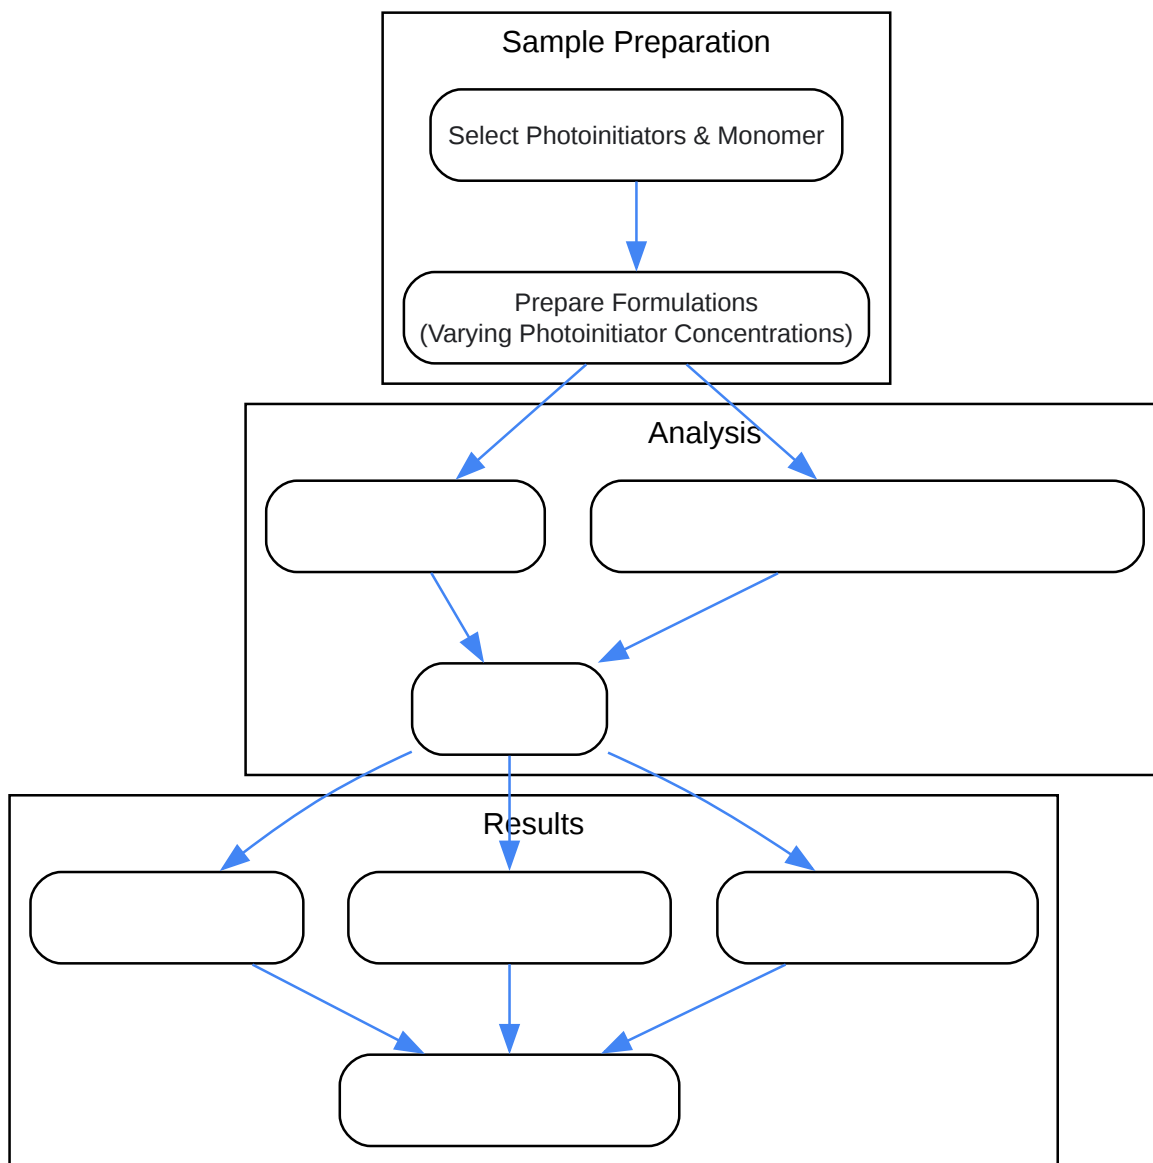 Sample Preparation
Select Photoinitiators & Monomer
Prepare Formulations
(Varying Photoinitiator Concentrations)
Analysis
Results